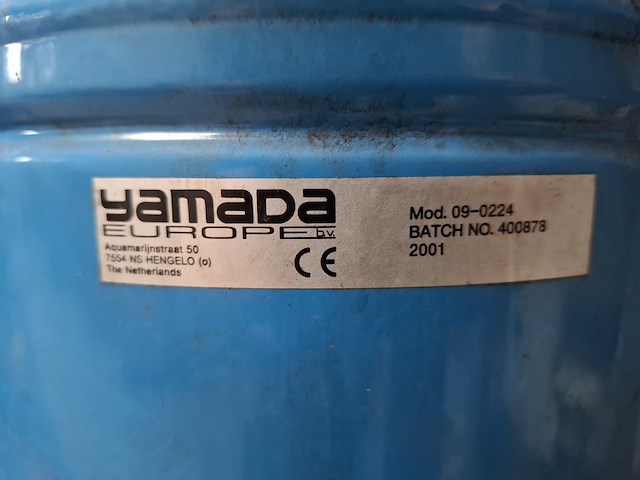 yamaDa
EUROPE b.v.
Aquamarijnstraat 50
7554 NS HENGELO (o)
The Netherlands
CE
Mod. 09-0224
BATCH NO. 400878
2001